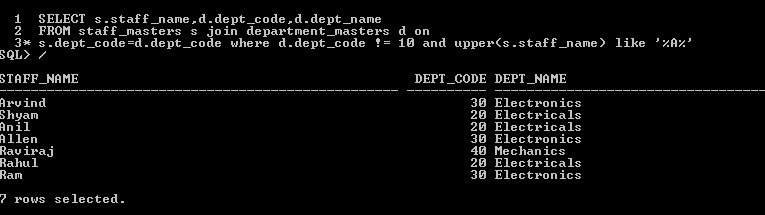 1 SELECT s.staff_name,d.dept_code,d.dept_name
2 FROM staff_masters s join department_masters d on
3* s.dept_code=d.dept_code where d.dept_code != 10 and upper(s.staff_name) like '%A%'
SQL> /
STAFF_NAME DEPT_CODE DEPT_NAME
Arvind 30 Electronics
Shyam 20 Electricals
Anil 20 Electricals
Allen 30 Electronics
Raviraj 40 Mechanics
Rahul 20 Electricals
Ram 30 Electronics
7 rows selected.